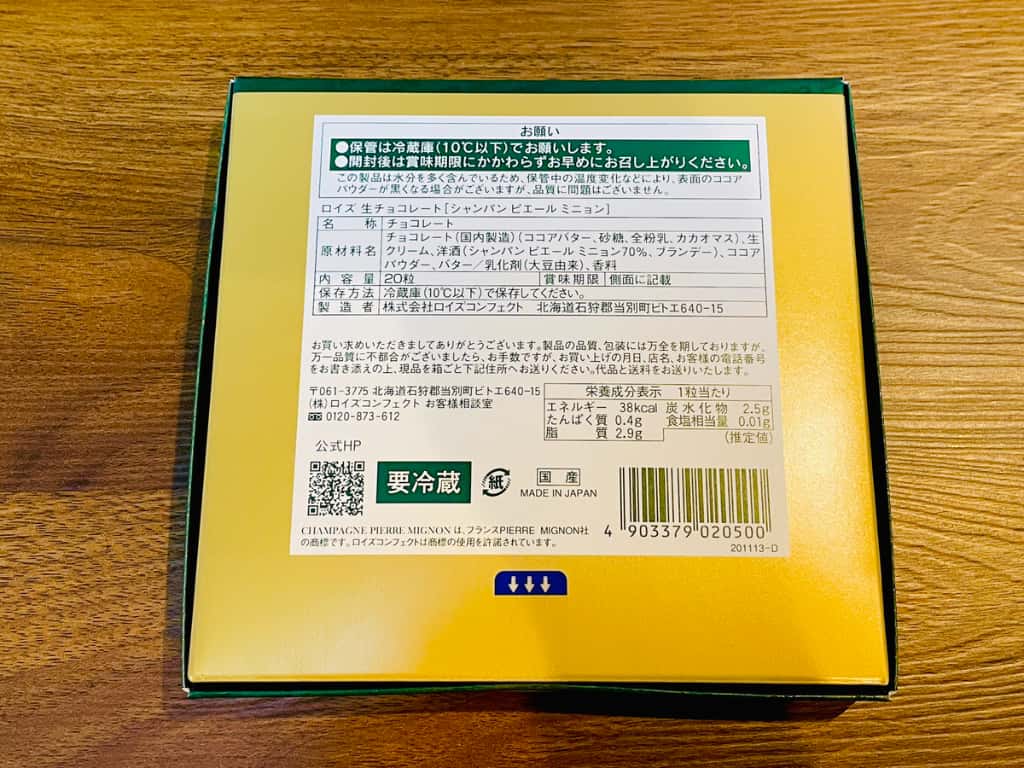 お願い
●保管は冷蔵庫(10℃以下)でお願いします。
●開封後は賞味期限にかかわらずお早めにお召し上がりください。
この製品は水分を多く含んでいるため、保管中の温度変化などにより、表面のココア
パウダーが黒くなる場合がございますが、品質に問題はございません。
ロイズ 生チョコレート[シャンパン ピエール ミニョン]
名 称 チョコレート
原材料名 チョコレート(国内製造)(ココアバター、砂糖、全粉乳、カカオマス)、生
クリーム、洋酒(シャンパン ピエール ミニョン70%、ブランデー)、ココア
パウダー、バター/乳化剤(大豆由来)、香料
内容量 20粒 賞味期限 側面に記載
保存方法 冷蔵庫(10℃以下)で保存してください。
製造者 株式会社ロイズコンフェクト 北海道石狩郡当別町ビトエ640-15
お買い求めいただきましてありがとうございます。製品の品質、包装には万全を期しておりますが、
万一品質に不都合がございましたら、お手数ですが、お買い上げの月日、店名、お客様の電話番号
をお書き添えの上、現品を箱ごと下記住所へお送りください。代品と送料をお送りいたします。
〒061-3775 北海道石狩郡当別町ビトエ640-15
(株)ロイズコンフェクト お客様相談室
0120-873-612
栄養成分表示 1粒当たり
エネルギー 38kcal 炭水化物 2.5g
たんぱく質 0.4g 食塩相当量 0.01g
脂質 2.9g (推定値)
公式HP
要冷蔵
紙
国産
MADE IN JAPAN
CHAMPAGNE PIERRE MIGNON は、フランスPIERRE MIGNON社
の商標です。ロイズコンフェクトは商標の使用を許諾されています。
4 903379 020500
201113-D